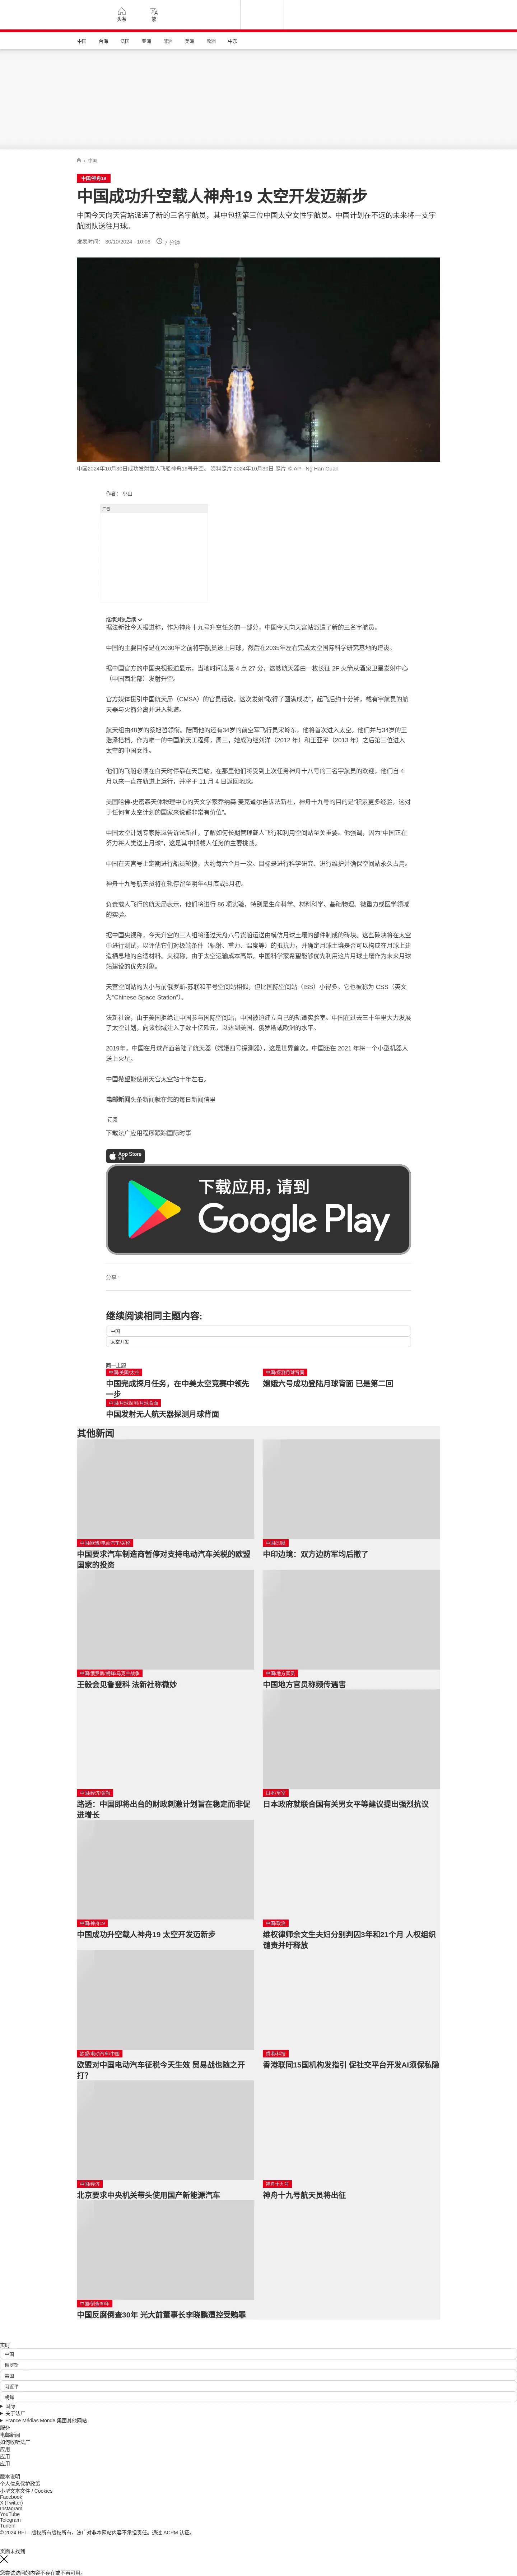 头条
繁
中国
台海
法国
亚洲
非洲
美洲
欧洲
中东
/ 中国
中国/神舟19
中国成功升空载人神舟19 太空开发迈新步
中国今天向天宫站派遣了新的三名宇航员，其中包括第三位中国太空女性宇航员。中国计划在不远的未来将一支宇
航团队送往月球。
发表时间： 30/10/2024 - 10:06 7 分钟
中国2024年10月30日成功发射载人飞船神舟19号升空。 资料照片 2024年10月30日 照片 © AP - Ng Han Guan
作者： 小山
广告
继续浏览后续
据法新社今天报道称，作为神舟十九号升空任务的一部分，中国今天向天宫站派遣了新的三名宇航员。
中国的主要目标是在2030年之前将宇航员送上月球，然后在2035年左右完成太空国际科学研究基地的建设。
据中国官方的中国央视报道显示，当地时间凌晨 4 点 27 分，这艘航天器由一枚长征 2F 火箭从酒泉卫星发射中心
（中国西北部）发射升空。
官方媒体援引中国航天局（CMSA）的官员话说，这次发射“取得了圆满成功”，起飞后约十分钟，载有宇航员的航
天器与火箭分离并进入轨道。
航天组由48岁的蔡旭哲领衔。陪同他的还有34岁的前空军飞行员宋岭东，他将首次进入太空。他们并与34岁的王
浩泽搭档。作为唯一的中国航天工程师，雨三，她成为继刘洋（2012 年）和王亚平（2013 年）之后第三位进入
太空的中国女性。
他们的飞船必须在白天时停靠在天宫站，在那里他们将受到上次任务神舟十八号的三名宇航员的欢迎。他们自 4
月以来一直在轨道上运行，并将于 11 月 4 日返回地球。
美国哈佛-史密森天体物理中心的天文学家乔纳森·麦克道尔告诉法新社，神舟十九号的目的是“积累更多经验，这对
于任何有太空计划的国家来说都非常有价值”。
中国太空计划专家陈岚告诉法新社，了解如何长期管理载人飞行和利用空间站至关重要。他强调，因为“中国正在
努力将人类送上月球”，这是其中期载人任务的主要挑战。
中国在天宫号上定期进行船员轮换，大约每六个月一次。目标是进行科学研究、进行维护并确保空间站永久占用。
神舟十九号航天员将在轨停留至明年4月底或5月初。
负责载人飞行的航天局表示，他们将进行 86 项实验，特别是生命科学、材料科学、基础物理、微重力或医学领域
的实验。
据中国央视称，今天升空的三人组将通过天舟八号货船运送由模仿月球土壤的部件制成的砖块。这些砖块将在太空
中进行测试，以评估它们对极端条件（辐射、重力、温度等）的抵抗力，并确定月球土壤是否可以构成在月球上建
造栖息地的合适材料。央视称，由于太空运输成本高昂，中国科学家希望能够优先利用这片月球土壤作为未来月球
站建设的优先对象。
天宫空间站的大小与前俄罗斯-苏联和平号空间站相似，但比国际空间站（ISS）小得多。它也被称为 CSS（英文
为“Chinese Space Station”）。
法新社说，由于美国拒绝让中国参与国际空间站，中国被迫建立自己的轨道实验室。中国在过去三十年里大力发展
了太空计划，向该领域注入了数十亿欧元，以达到美国、俄罗斯或欧洲的水平。
2019年，中国在月球背面着陆了航天器（嫦娥四号探测器），这是世界首次。中国还在 2021 年将一个小型机器人
送上火星。
中国希望能使用天宫太空站十年左右。
电邮新闻头条新闻就在您的每日新闻信里
订阅
下载法广应用程序跟踪国际时事
App Store
下载
下载应用，请到
Google Play
分享 :
继续阅读相同主题内容:
中国
太空开发
同一主题
中国/美国/太空
中国完成探月任务，在中美太空竞赛中领先
一步
中国/探测月球背面
嫦娥六号成功登陆月球背面 已是第二回
中国/月球探测/月球背面
中国发射无人航天器探测月球背面
其他新闻
中国/欧盟/电动汽车/关税
中国要求汽车制造商暂停对支持电动汽车关税的欧盟
国家的投资
中国/印度
中印边境：双方边防军均后撤了
中国/俄罗斯/朝鲜/乌克兰战争
王毅会见鲁登科 法新社称微妙
中国/地方官员
中国地方官员称频传遇害
中国/经济/金融
路透：中国即将出台的财政刺激计划旨在稳定而非促
进增长
日本/皇室
日本政府就联合国有关男女平等建议提出强烈抗议
中国/神舟19
中国成功升空载人神舟19 太空开发迈新步
中国/政治
维权律师余文生夫妇分别判囚3年和21个月 人权组织
谴责并吁释放
欧盟/电动汽车/中国
欧盟对中国电动汽车征税今天生效 贸易战也随之开
打？
香港/科技
香港联同15国机构发指引 促社交平台开发AI须保私隐
中国/经济
北京要求中央机关带头使用国产新能源汽车
神舟十九号
神舟十九号航天员将出征
中国/倒查30年
中国反腐倒查30年 光大前董事长李晓鹏遭控受贿罪
实时
中国
俄罗斯
美国
习近平
朝鲜
国际
关于法广
France Médias Monde 集团其他网站
服务
电邮新闻
如何收听法广
应用
应用
应用
版本说明
个人信息保护政策
小型文本文件 / Cookies
Facebook
X (Twitter)
Instagram
YouTube
Telegram
TuneIn
© 2024 RFI – 版权所有版权所有。法广对非本网站内容不承担责任。通过 ACPM 认证。
页面未找到
您尝试访问的内容不存在或不再可用。